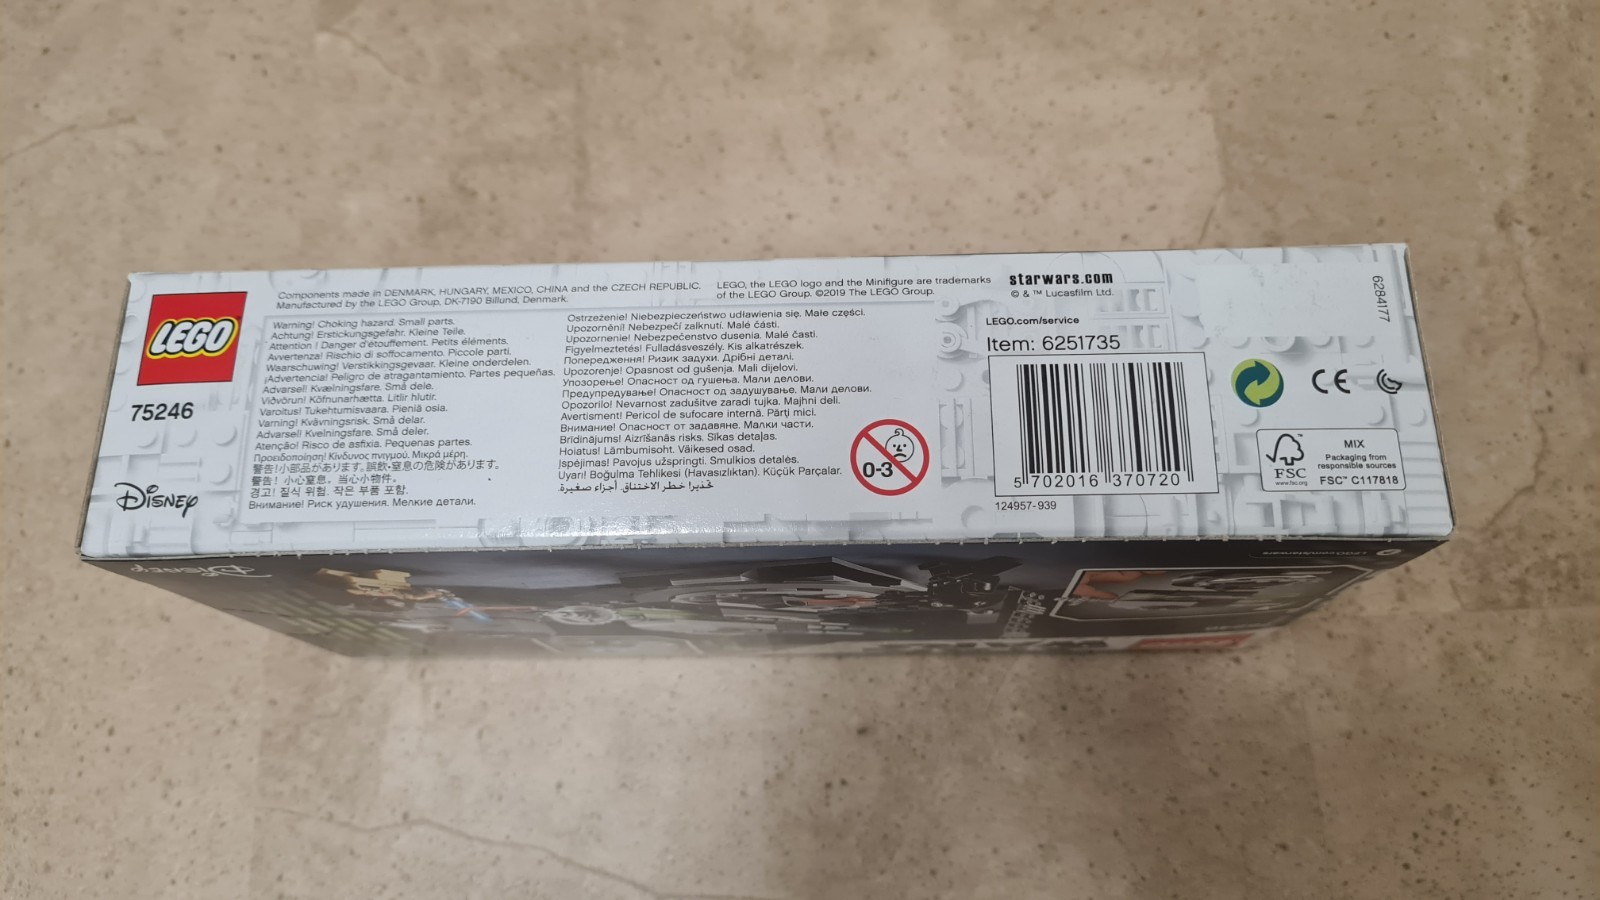 LEGO
75246
Disney
Components made in DENMARK, HUNGARY, MEXICO, CHINA and the CZECH REPUBLIC.
Manufactured by the LEGO Group, DK-7190 Billund, Denmark.
LEGO, the LEGO logo and the Minifigure are trademarks
of the LEGO Group. ©2019 The LEGO Group.
Warning! Choking hazard. Small parts.
Achtung! Erstickungsgefahr. Kleine Teile.
Attention ! Danger d'étouffement. Petits éléments.
Avvertenza! Rischio di soffocamento. Piccole parti.
Waarschuwing! Verstikkingsgevaar. Kleine onderdelen.
¡Advertencia! Peligro de atragantamiento. Partes pequeñas.
Advarsel! Kvælningsfare. Små dele.
Viðvörun! Köfnunarhætta. Litlir hlutir.
Varoitus! Tukehtumisvaara. Pieniä osia.
Varning! Kvävningsrisk. Små delar.
Advarsel! Kvelningsfare. Små deler.
Atenção! Risco de asfixia. Pequenas partes.
Προειδοποίηση! Κίνδυνος πνιγμού. Μικρά μέρη.
警告！小部品があります。誤飲・窒息の危険があります。
警告！小心窒息。当心小物件。
경고! 질식 위험. 작은 부품 포함.
Внимание! Риск удушения. Мелкие детали.
Ostrzeżenie! Niebezpieczeństwo udławienia się. Małe części.
Upozornění! Nebezpečí zalknutí. Malé části.
Upozornenie! Nebezpečenstvo dusenia. Malé časti.
Figyelmeztetés! Fulladásveszély. Kis alkatrészek.
Попередження! Ризик задухи. Дрібні деталі.
Upozorenje! Opasnost od gušenja. Mali dijelovi.
Упозорење! Опасност од гушења. Мали делови.
Предупредување! Опасност од задушување. Мали делови.
Opozorilo! Nevarnost zadušitve zaradi tujka. Majhni deli.
Avertisment! Pericol de sufocare internă. Părţi mici.
Внимание! Опасност от задавяне. Малки части.
Brīdinājums! Aizrīšanās risks. Sīkas detaļas.
Hoiatus! Lämbumisoht. Väikesed osad.
Įspėjimas! Pavojus užspringti. Smulkios detalės.
Uyarı! Boğulma Tehlikesi (Havasızlıktan). Küçük Parçalar.
تحذير! خطر الاختناق. أجزاء صغيرة.
0-3
starwars.com
© & ™ Lucasfilm Ltd.
LEGO.com/service
Item: 6251735
5 702016 370720
124957-939
6284177
CE
FSC
www.fsc.org
MIX
Packaging from
responsible sources
FSC™ C117818
Disney